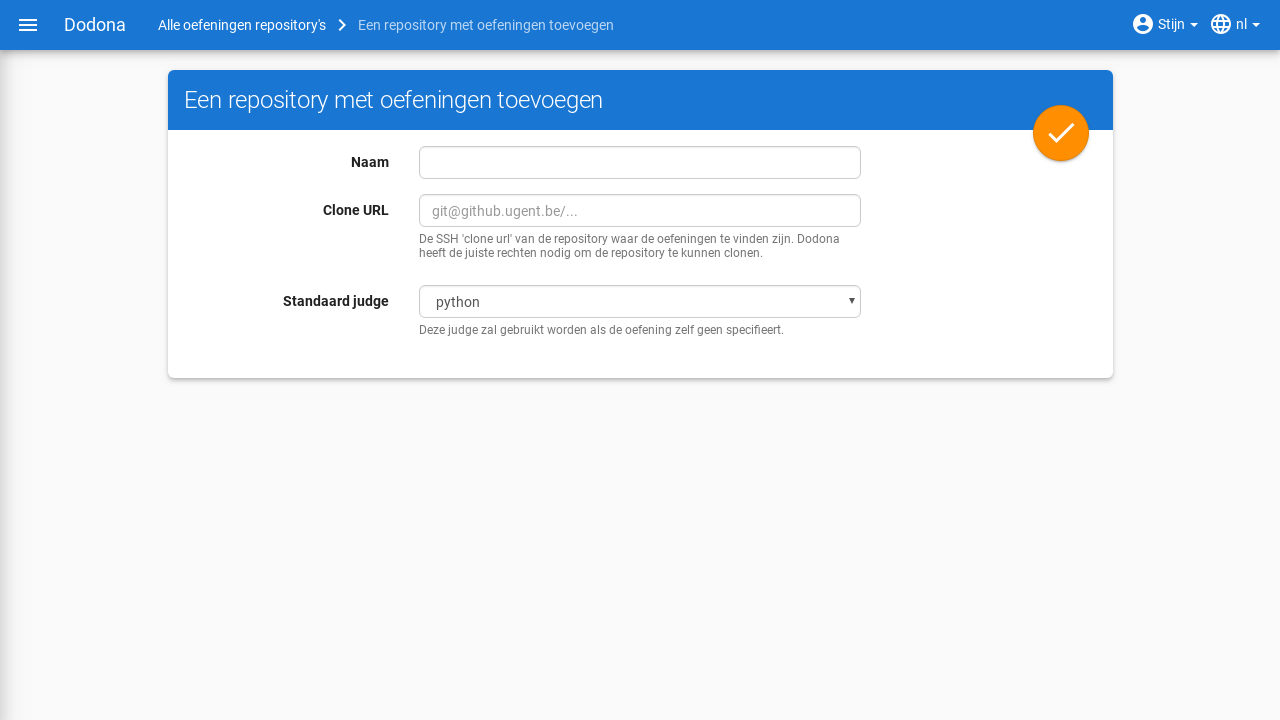 Dodona
Alle oefeningen repository's
Een repository met oefeningen toevoegen
Stijn
nl
Een repository met oefeningen toevoegen
Naam
Clone URL
git@github.ugent.be/...
De SSH 'clone url' van de repository waar de oefeningen te vinden zijn. Dodona
heeft de juiste rechten nodig om de repository te kunnen clonen.
Standaard judge
python
Deze judge zal gebruikt worden als de oefening zelf geen specifieert.